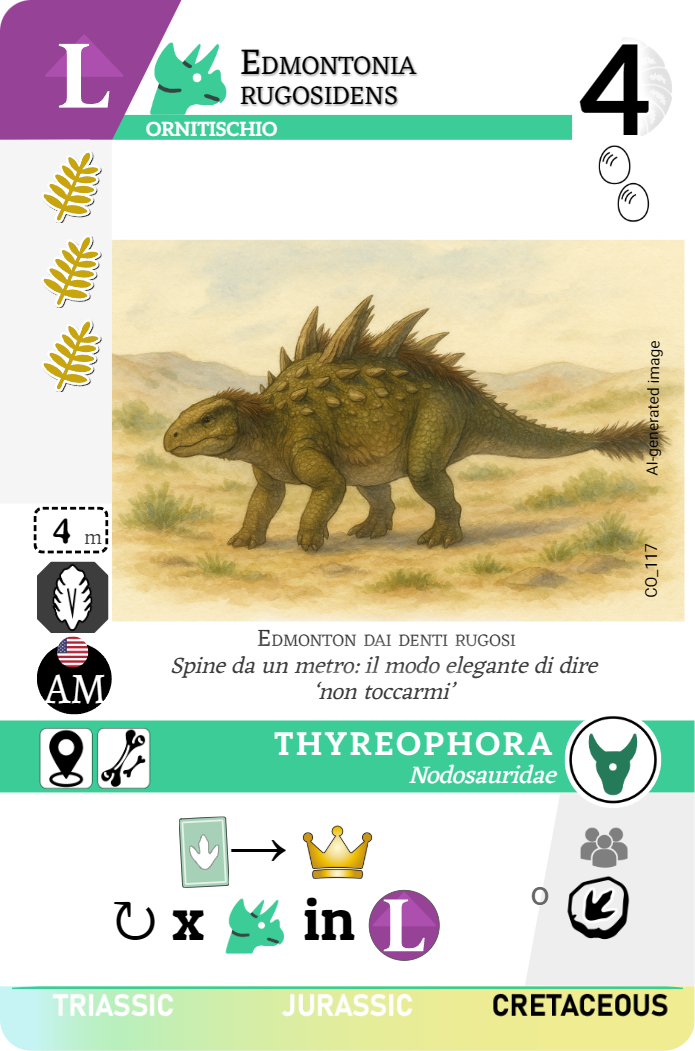 L
EDMONTONIA
RUGOSIDENS
4
ORNITISCHIO
AI-generated image
CO_117
4 m
AM
EDMONTON DAI DENTI RUGOSI
Spine da un metro: il modo elegante di dire
‘non toccarmi’
THYREOPHORA
Nodosauridae
x in L
O
TRIASSIC JURASSIC CRETACEOUS